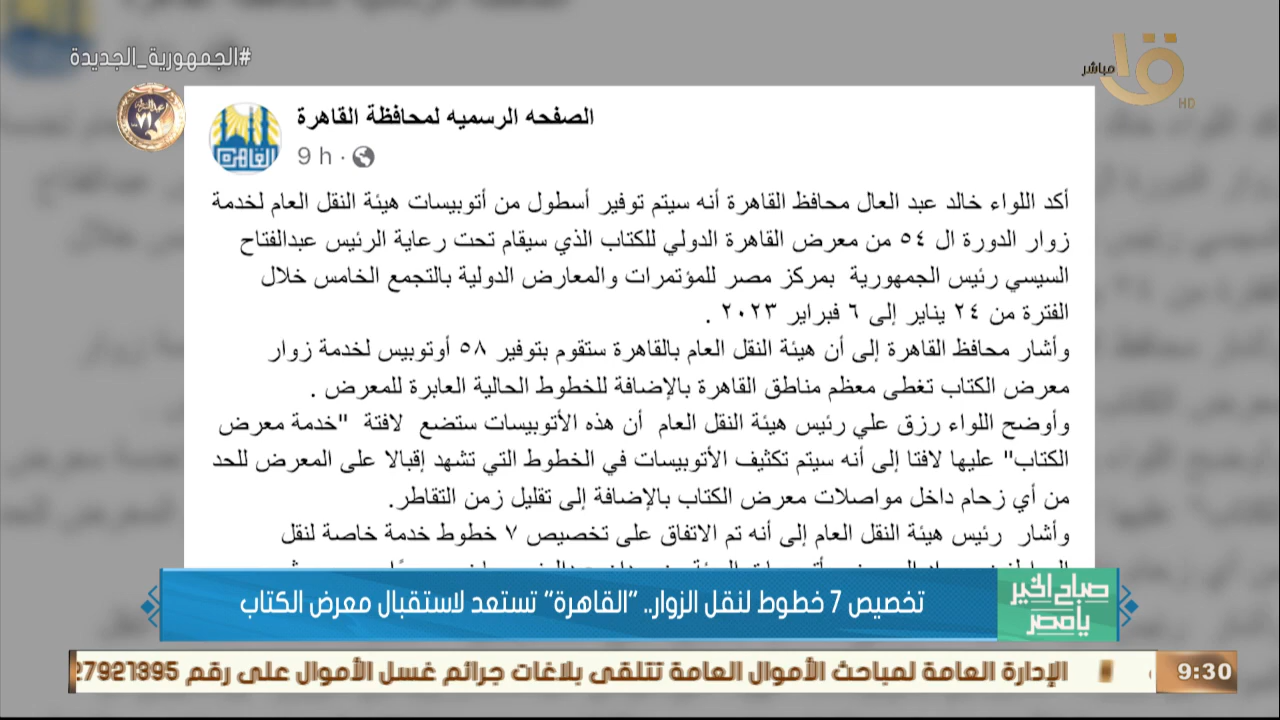 #الجمهورية_الجديدة
مباشر
HD
الصفحه الرسميه لمحافظة القاهرة
9 h ·
القاهرة
أكد اللواء خالد عبد العال محافظ القاهرة أنه سيتم توفير أسطول من أتوبيسات هيئة النقل العام لخدمة
زوار الدورة ال ٥٤ من معرض القاهرة الدولي للكتاب الذي سيقام تحت رعاية الرئيس عبدالفتاح
السيسي رئيس الجمهورية بمركز مصر للمؤتمرات والمعارض الدولية بالتجمع الخامس خلال
الفترة من ٢٤ يناير إلى ٦ فبراير ٢٠٢٣ .
وأشار محافظ القاهرة إلى أن هيئة النقل العام بالقاهرة ستقوم بتوفير ٥٨ أوتوبيس لخدمة زوار
معرض الكتاب تغطى معظم مناطق القاهرة بالإضافة للخطوط الحالية العابرة للمعرض .
وأوضح اللواء رزق علي رئيس هيئة النقل العام أن هذه الأتوبيسات ستضع لافتة "خدمة معرض
الكتاب" عليها لافتا إلى أنه سيتم تكثيف الأتوبيسات في الخطوط التي تشهد إقبالا على المعرض للحد
من أي زحام داخل مواصلات معرض الكتاب بالإضافة إلى تقليل زمن التقاطر.
وأشار رئيس هيئة النقل العام إلى أنه تم الاتفاق على تخصيص ٧ خطوط خدمة خاصة لنقل
صباح الخير
يا مصر
تخصيص 7 خطوط لنقل الزوار.. "القاهرة" تستعد لاستقبال معرض الكتاب
الإدارة العامة لمباحث الأموال العامة تتلقى بلاغات جرائم غسل الأموال على رقم 27921395
9:30